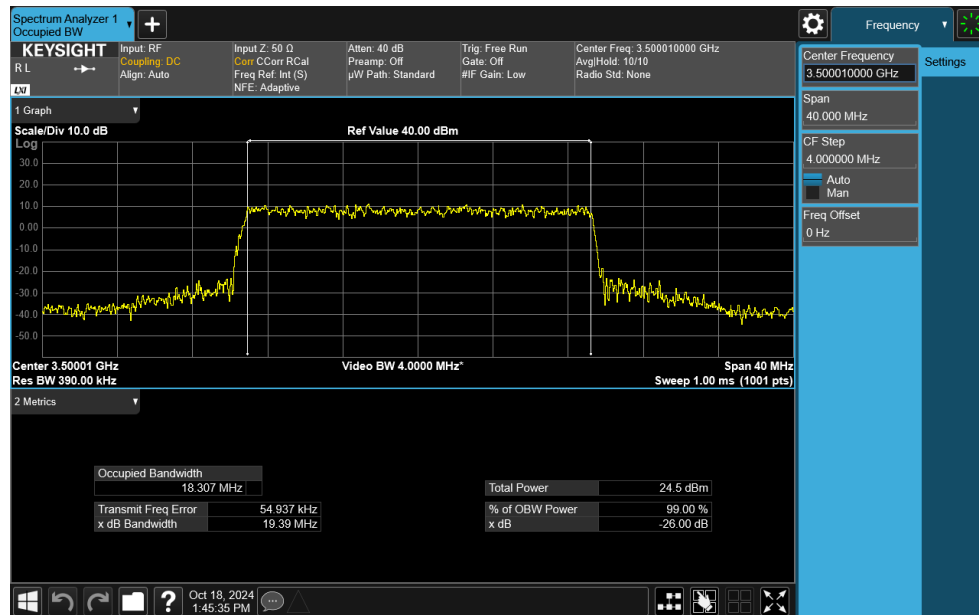 Spectrum Analyzer 1
Occupied BW
Frequency
KEYSIGHT
R L
LXI
Input: RF
Coupling: DC
Align: Auto
Input Z: 50 Ω
Corr CCorr RCal
Freq Ref: Int (S)
NFE: Adaptive
Atten: 40 dB
Preamp: Off
µW Path: Standard
Trig: Free Run
Gate: Off
#IF Gain: Low
Center Freq: 3.500010000 GHz
Avg|Hold: 10/10
Radio Std: None
Center Frequency
3.500010000 GHz
Settings
Span
40.000 MHz
CF Step
4.000000 MHz
Auto
Man
Freq Offset
0 Hz
1 Graph
Scale/Div 10.0 dB
Ref Value 40.00 dBm
Log
30.0
20.0
10.0
0.00
-10.0
-20.0
-30.0
-40.0
-50.0
Center 3.50001 GHz
Video BW 4.0000 MHz*
Span 40 MHz
Res BW 390.00 kHz
Sweep 1.00 ms (1001 pts)
2 Metrics
Occupied Bandwidth
18.307 MHz
Total Power 24.5 dBm
Transmit Freq Error 54.937 kHz
% of OBW Power 99.00 %
x dB Bandwidth 19.39 MHz
x dB -26.00 dB
?
Oct 18, 2024
1:45:35 PM